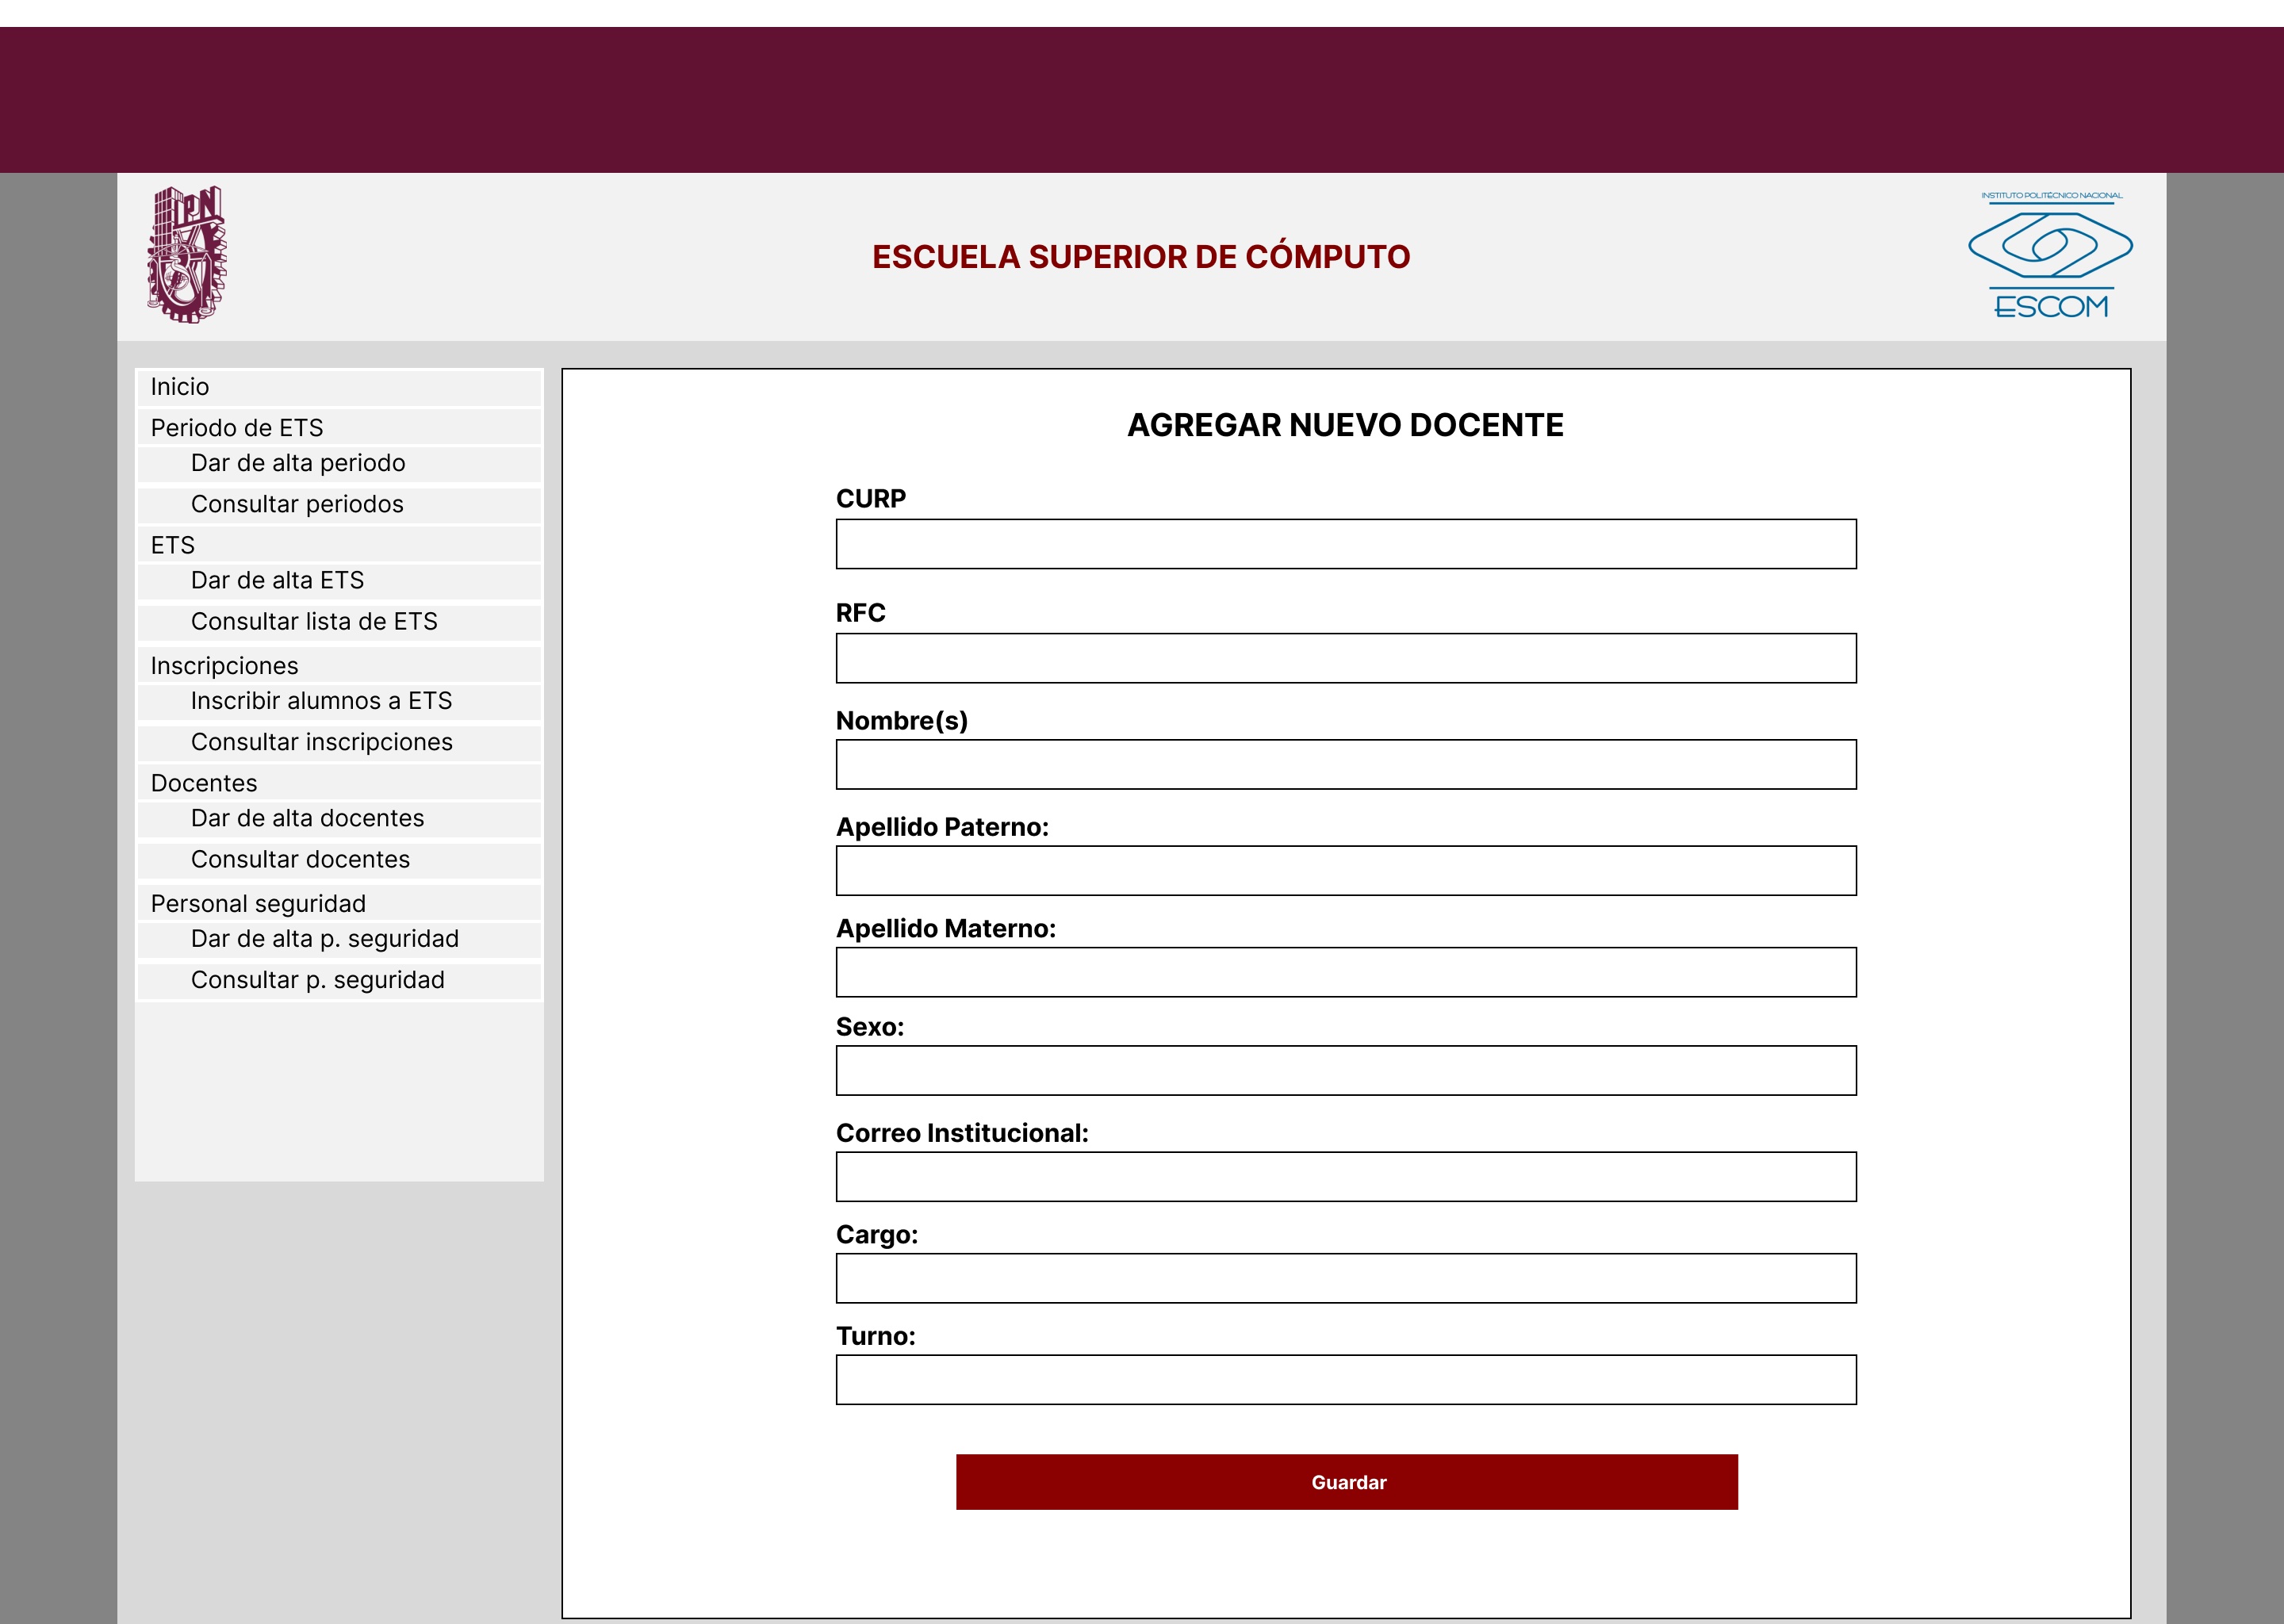 IPN
INSTITUTO POLITÉCNICO NACIONAL
ESCUELA SUPERIOR DE CÓMPUTO
ESCOM
Inicio
Periodo de ETS
Dar de alta periodo
Consultar periodos
ETS
Dar de alta ETS
Consultar lista de ETS
Inscripciones
Inscribir alumnos a ETS
Consultar inscripciones
Docentes
Dar de alta docentes
Consultar docentes
Personal seguridad
Dar de alta p. seguridad
Consultar p. seguridad
AGREGAR NUEVO DOCENTE
CURP
RFC
Nombre(s)
Apellido Paterno:
Apellido Materno:
Sexo:
Correo Institucional:
Cargo:
Turno:
Guardar